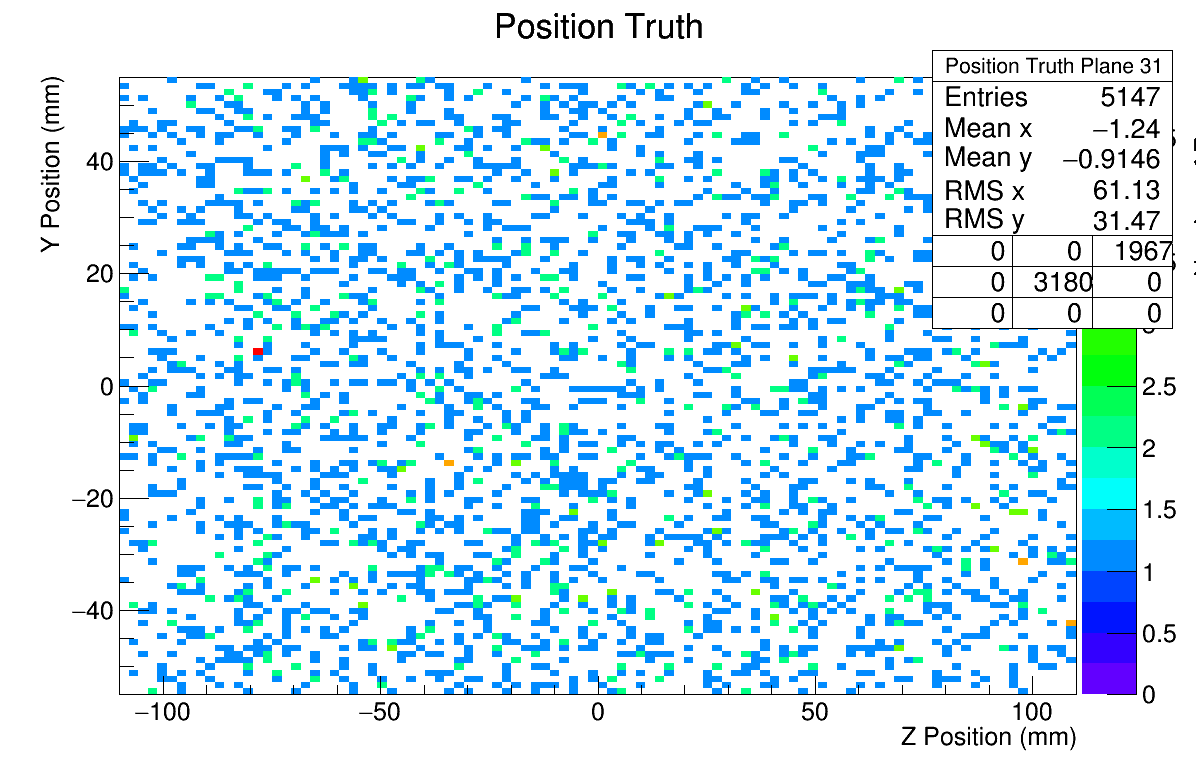 Position Truth
Position Truth Plane 31
Entries 5147
Mean x −1.24
Mean y −0.9146
RMS x 61.13
RMS y 31.47
0 0 1967
0 3180 0
0 0 0
Y Position (mm)
40
20
0
−20
−40
2.5
2
1.5
1
0.5
0
−100 −50 0 50 100
Z Position (mm)